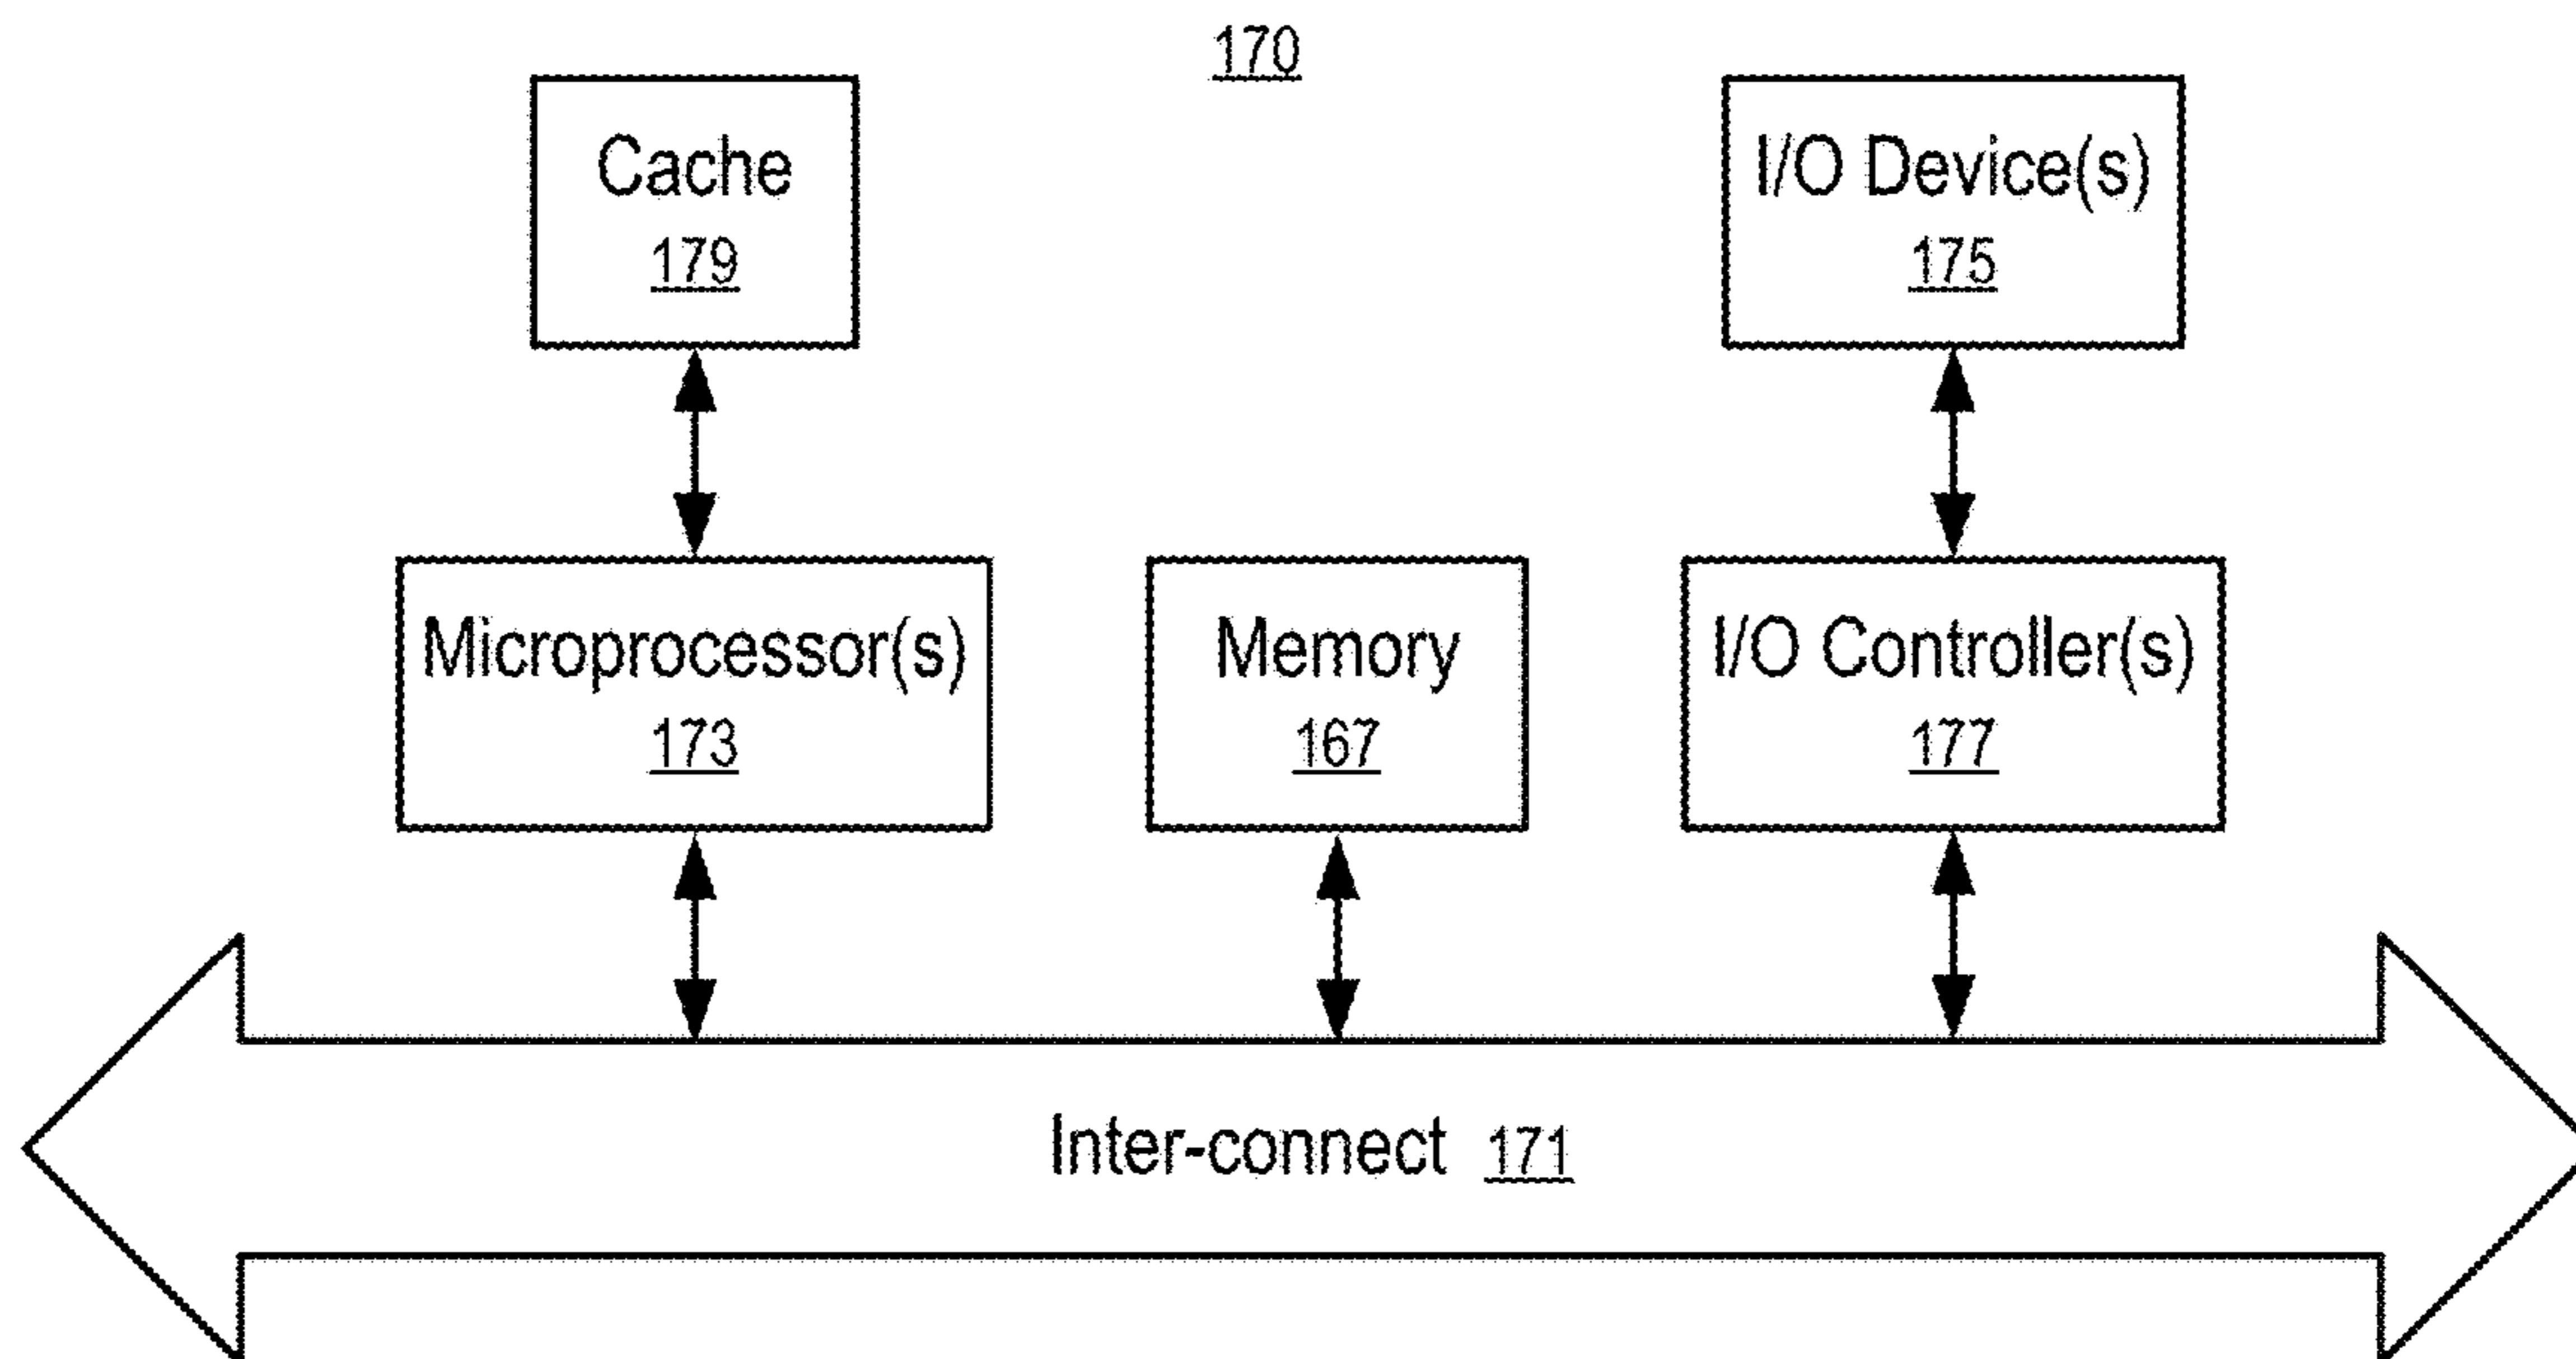 170
Cache
179
I/O Device(s)
175
Microprocessor(s)
173
Memory
167
I/O Controller(s)
177
Inter-connect 171